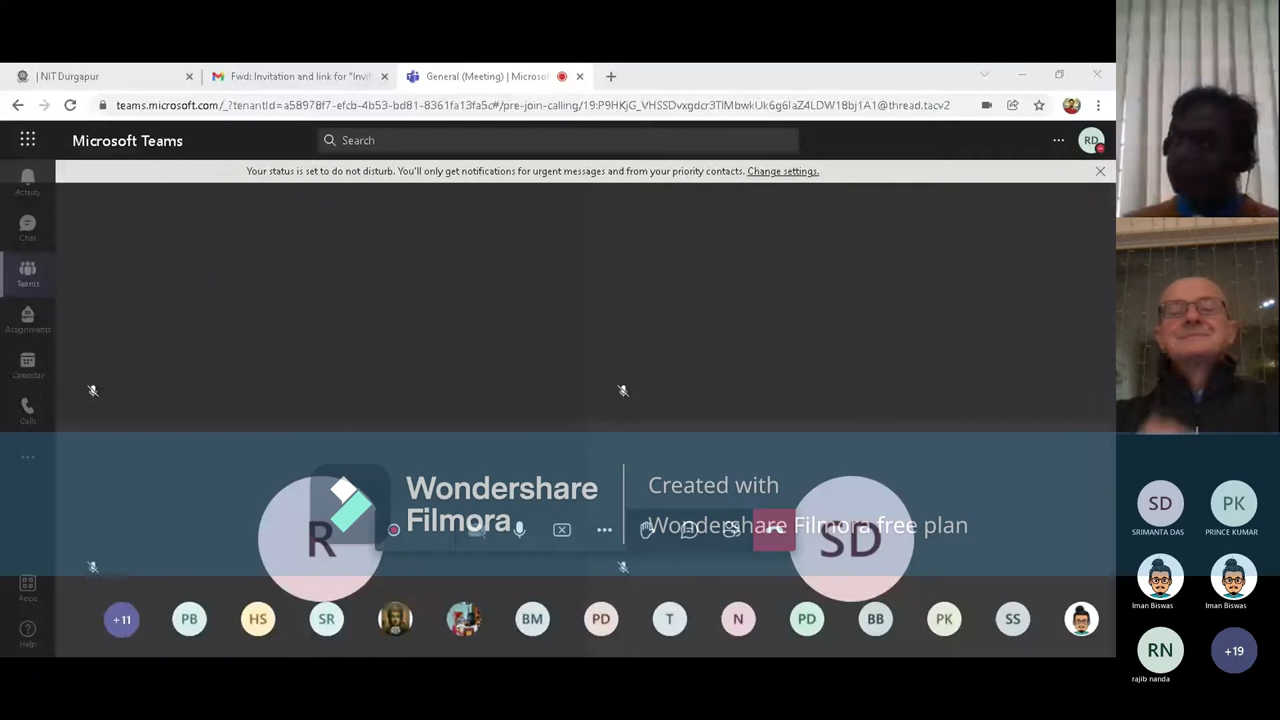 | NIT Durgapur
Fwd: Invitation and link for "Invit
General (Meeting) | Microsof
teams.microsoft.com/_?tenantId=a58978f7-efcb-4b53-bd81-8361fa13fa5c#/pre-join-calling/19:P9HKjG_VHSSDvxgdcr3TlMbwkUk6g6laZ4LDW18bj1A1@thread.tacv2
Microsoft Teams
Search
RD
Your status is set to do not disturb. You'll only get notifications for urgent messages and from your priority contacts. Change settings.
Activity
Chat
Teams
Assignments
Calendar
Calls
Apps
Help
R
SD
Wondershare
Filmora
Created with
Wondershare Filmora free plan
+11
PB
HS
SR
BM
PD
T
N
PD
BB
PK
SS
SD
PK
SRIMANTA DAS
PRINCE KUMAR
Iman Biswas
Iman Biswas
RN
+19
rajib nanda